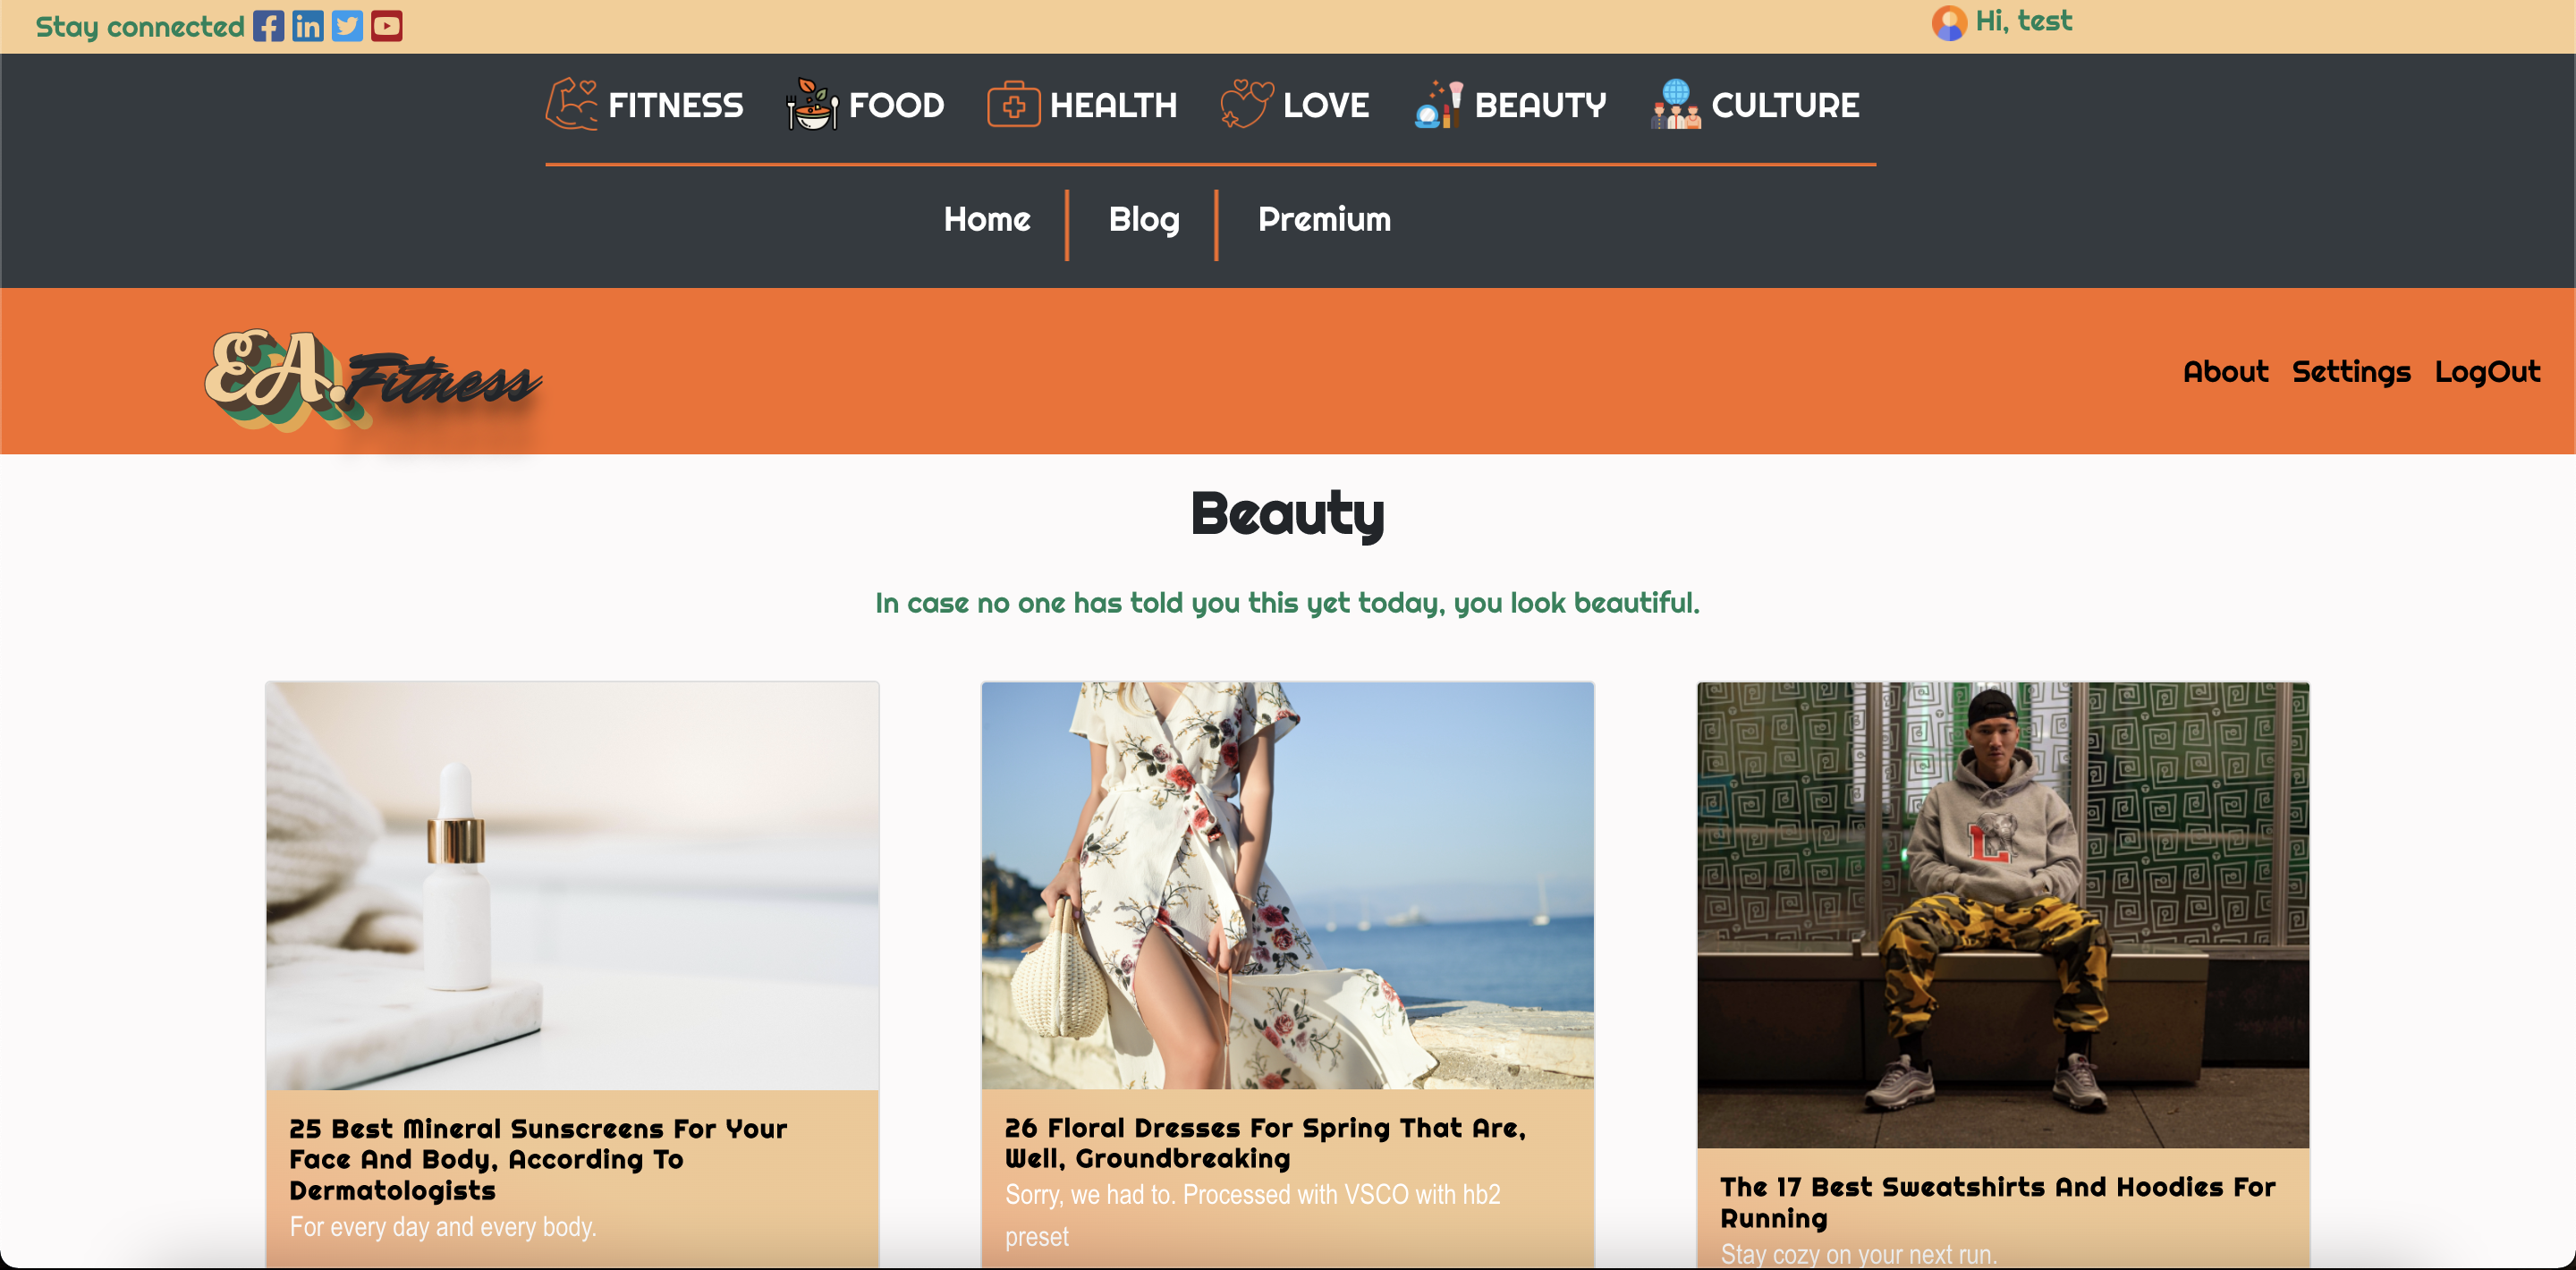 Stay connected
Hi, test
FITNESS FOOD HEALTH LOVE BEAUTY CULTURE
Home Blog Premium
EA.Fitness
About Settings LogOut
Beauty
In case no one has told you this yet today, you look beautiful.
25 Best Mineral Sunscreens For Your
Face And Body, According To
Dermatologists
For every day and every body.
26 Floral Dresses For Spring That Are,
Well, Groundbreaking
Sorry, we had to. Processed with VSCO with hb2
preset
L
The 17 Best Sweatshirts And Hoodies For
Running
Stay cozy on your next run.